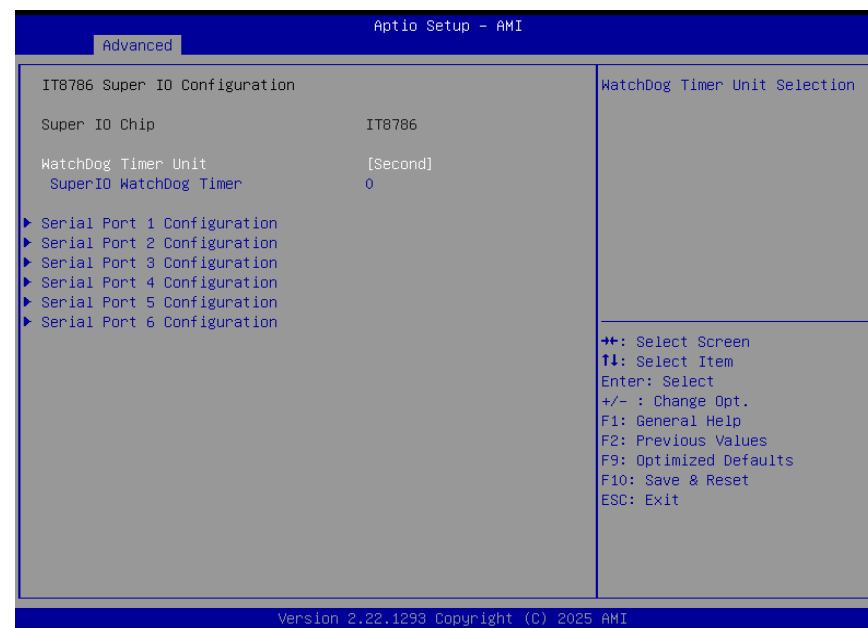 Aptio Setup - AMI
Advanced
IT8786 Super IO Configuration
Super IO Chip IT8786
WatchDog Timer Unit [Second]
SuperIO WatchDog Timer 0
Serial Port 1 Configuration
Serial Port 2 Configuration
Serial Port 3 Configuration
Serial Port 4 Configuration
Serial Port 5 Configuration
Serial Port 6 Configuration
WatchDog Timer Unit Selection
→←: Select Screen
↑↓: Select Item
Enter: Select
+/- : Change Opt.
F1: General Help
F2: Previous Values
F9: Optimized Defaults
F10: Save & Reset
ESC: Exit
Version 2.22.1293 Copyright (C) 2025 AMI